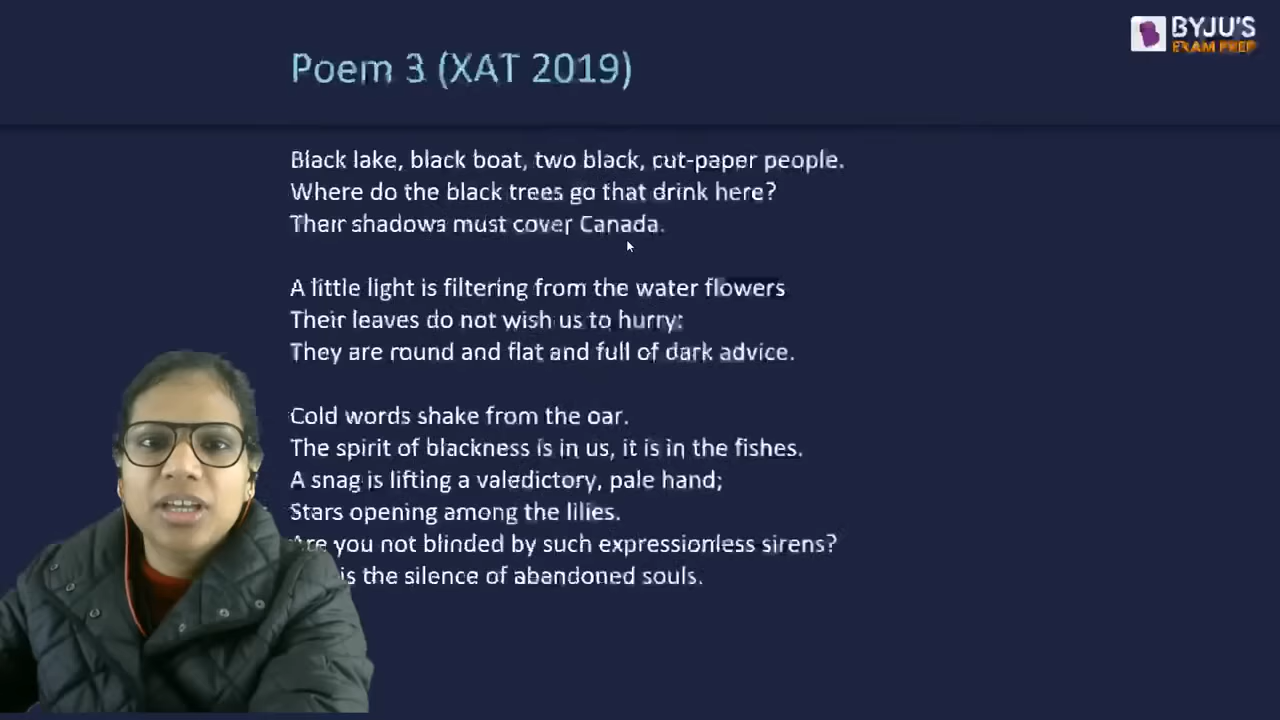 BYJU'S
EXAM PREP
Poem 3 (XAT 2019)
Black lake, black boat, two black, cut-paper people.
Where do the black trees go that drink here?
Their shadows must cover Canada.
A little light is filtering from the water flowers
Their leaves do not wish us to hurry:
They are round and flat and full of dark advice.
Cold words shake from the oar.
The spirit of blackness is in us, it is in the fishes.
A snag is lifting a valedictory, pale hand;
Stars opening among the lilies.
Are you not blinded by such expressionless sirens?
is the silence of abandoned souls.